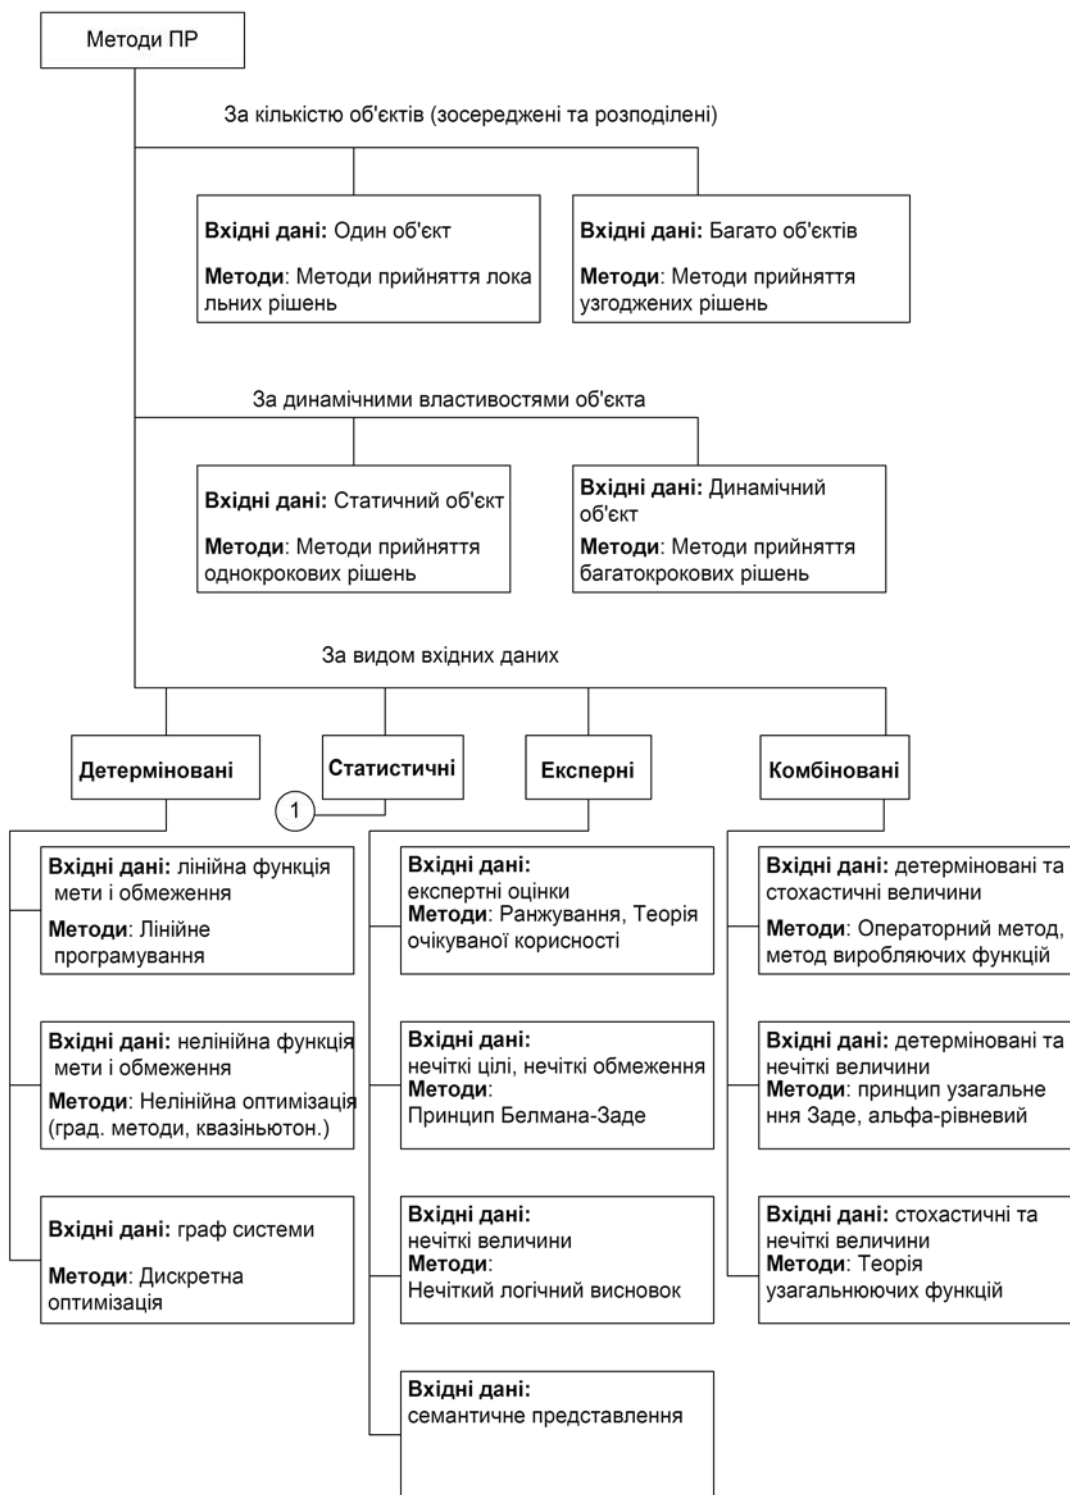 Методи ПР
За кількістю об'єктів (зосереджені та розподілені)
Вхідні дані: Один об'єкт
Методи: Методи прийняття лока
льних рішень
Вхідні дані: Багато об'єктів
Методи: Методи прийняття
узгоджених рішень
За динамічними властивостями об'єкта
Вхідні дані: Статичний об'єкт
Методи: Методи прийняття
однокрокових рішень
Вхідні дані: Динамічний
об'єкт
Методи: Методи прийняття
багатокрокових рішень
За видом вхідних даних
Детерміновані
Статистичні
Експерні
Комбіновані
1
Вхідні дані: лінійна функція
мети і обмеження
Методи: Лінійне
програмування
Вхідні дані: нелінійна функція
мети і обмеження
Методи: Нелінійна оптимізація
(град. методи, квазіньютон.)
Вхідні дані: граф системи
Методи: Дискретна
оптимізація
Вхідні дані:
експертні оцінки
Методи: Ранжування, Теорія
очікуваної корисності
Вхідні дані:
нечіткі цілі, нечіткі обмеження
Методи:
Принцип Белмана-Заде
Вхідні дані:
нечіткі величини
Методи:
Нечіткий логічний висновок
Вхідні дані:
семантичне представлення
Вхідні дані: детерміновані та
стохастичні величини
Методи: Операторний метод,
метод виробляючих функцій
Вхідні дані: детерміновані та
нечіткі величини
Методи: принцип узагальне
ння Заде, альфа-рівневий
Вхідні дані: стохастичні та
нечіткі величини
Методи: Теорія
узагальнюючих функцій